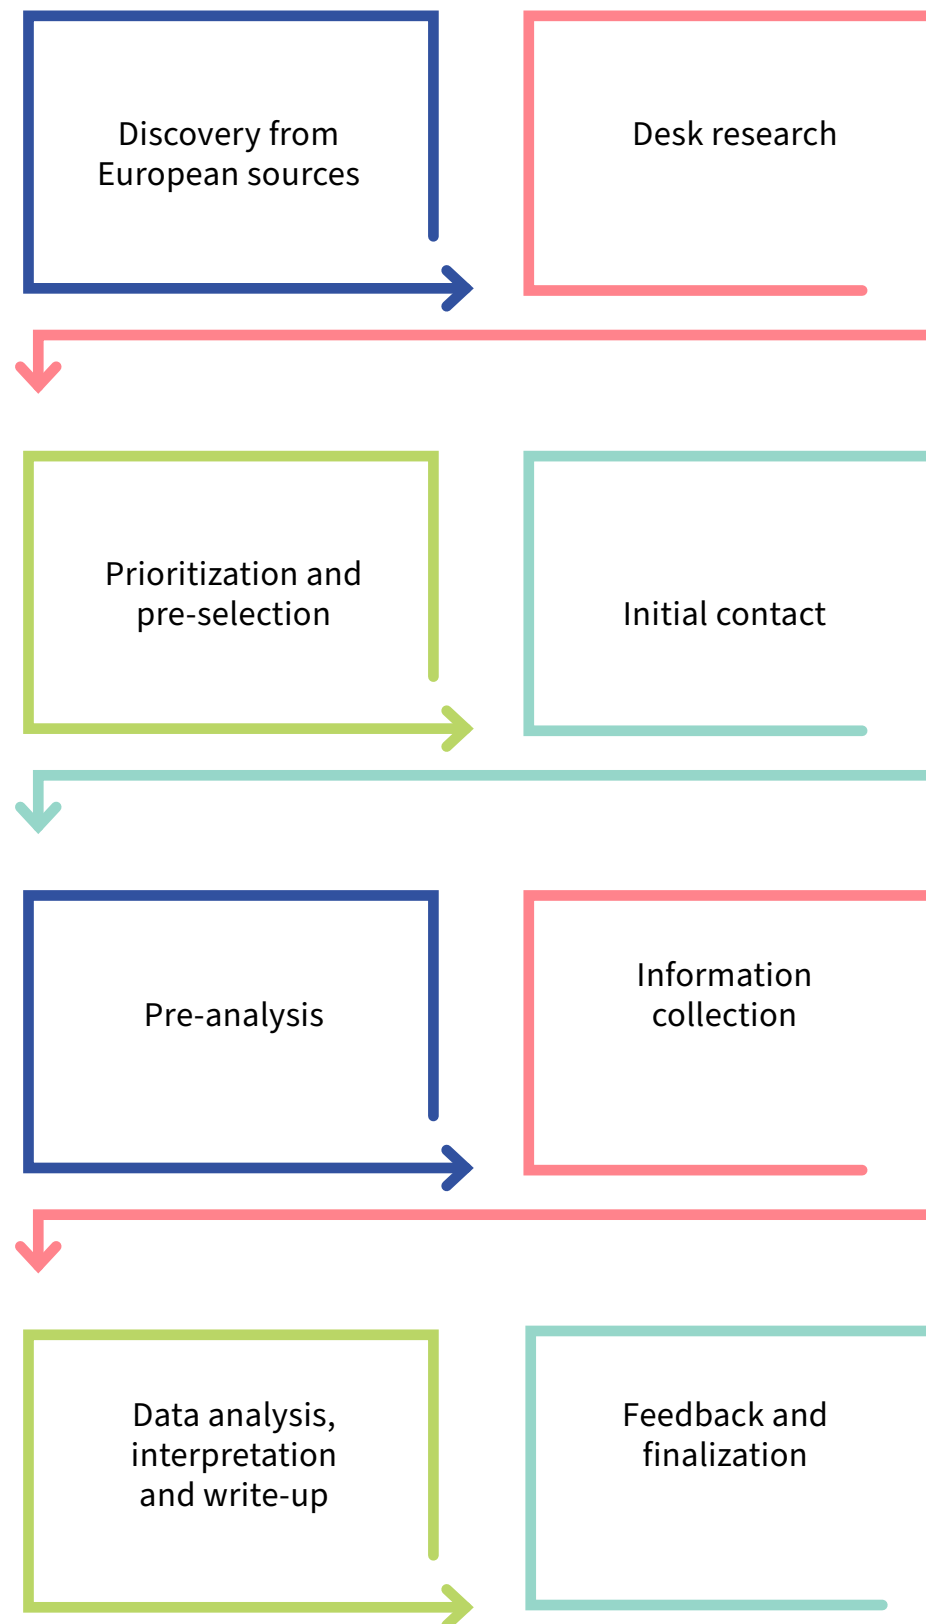 Discovery from
European sources
Desk research
Prioritization and
pre-selection
Initial contact
Pre-analysis
Information
collection
Data analysis,
interpretation
and write-up
Feedback and
finalization